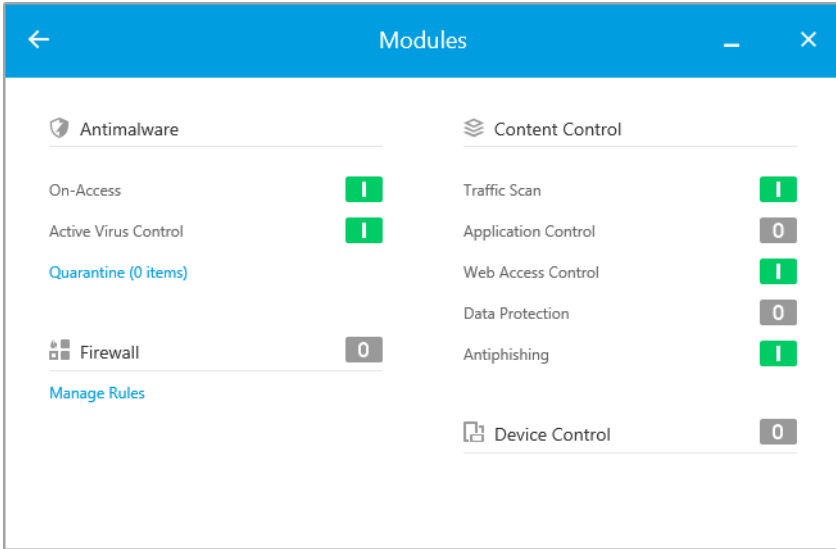 Modules
Antimalware
On-Access I
Active Virus Control I
Quarantine (0 items)
Firewall 0
Manage Rules
Content Control
Traffic Scan I
Application Control 0
Web Access Control I
Data Protection 0
Antiphishing I
Device Control 0